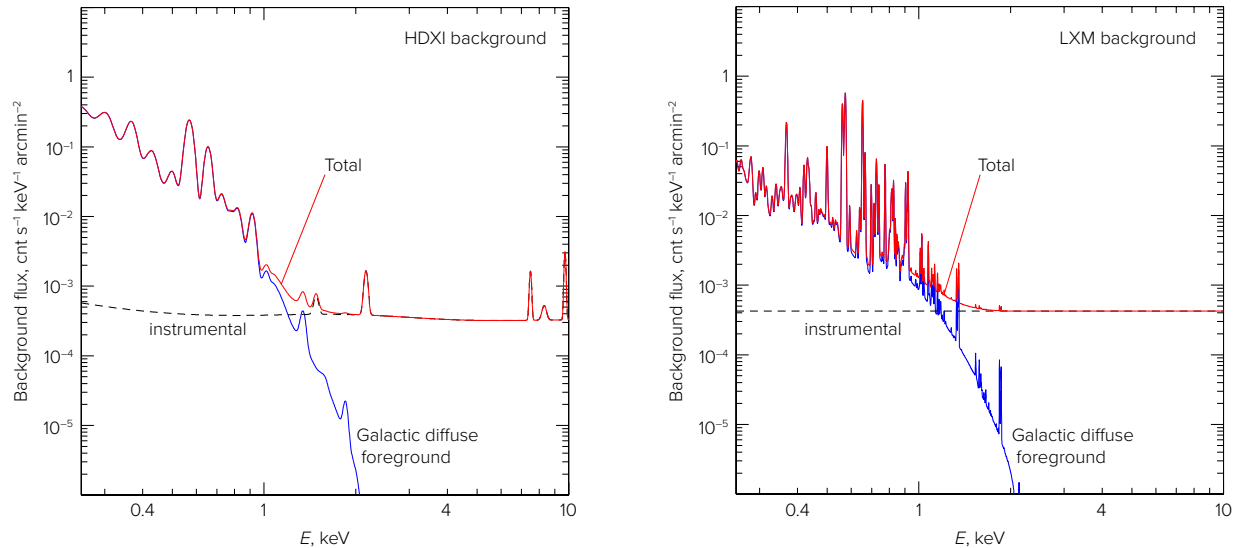 HDXI background
Background flux, cnt s⁻¹ keV⁻¹ arcmin⁻²
1
10⁻¹
10⁻²
10⁻³
10⁻⁴
10⁻⁵
Total
instrumental
Galactic diffuse
foreground
0.4
1
4
10
E, keV
LXM background
Background flux, cnt s⁻¹ keV⁻¹ arcmin⁻²
1
10⁻¹
10⁻²
10⁻³
10⁻⁴
10⁻⁵
Total
instrumental
Galactic diffuse
foreground
0.4
1
4
10
E, keV